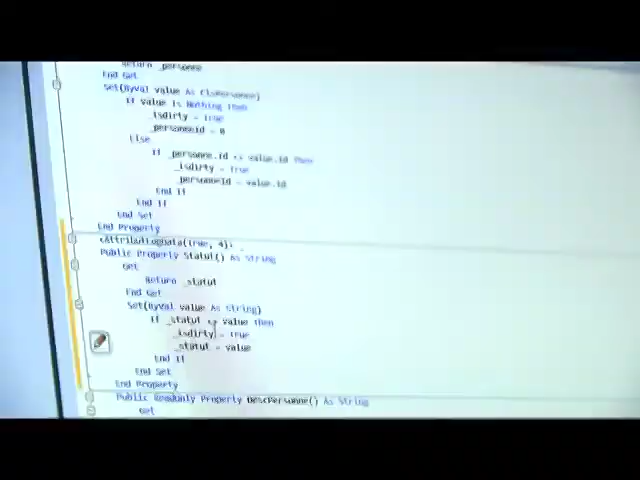 Return _personne
End Get
Set(ByVal value As ClsPersonne)
If value Is Nothing Then
_isdirty = True
_personneid = 0
Else
If _personne.id <> value.id Then
_isdirty = True
_personneId = value.id
End If
End If
End Set
End Property
(True, 4)>
Public Property Statut() As String
Get
Return _statut
End Get
Set(ByVal value As String)
If _statut <> value Then
_isdirty = True
_statut = value
End If
End Set
End Property
Public ReadOnly Property DescPersonne() As String
Get